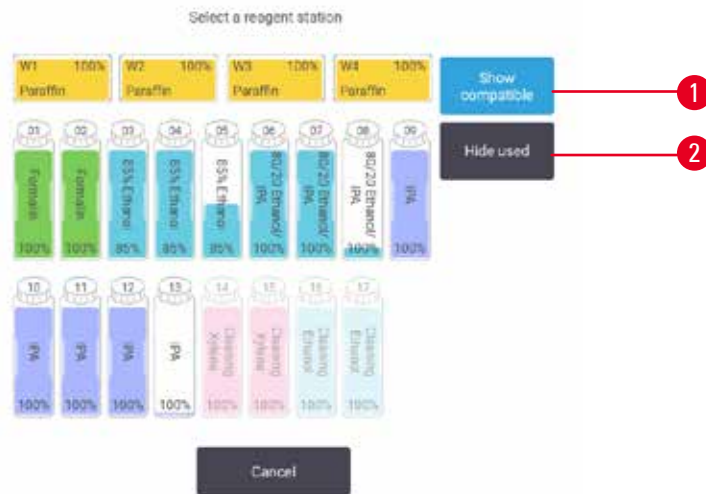 Select a reagent station
W1 100%
Paraffin
W2 100%
Paraffin
W3 100%
Paraffin
W4 100%
Paraffin
Show
compatible
1
01
Formalin
100%
02
Formalin
100%
03
85% Ethanol
85%
04
85% Ethanol
85%
05
85% Ethanol
85%
06
80/20 Ethanol/
IPA
100%
07
80/20 Ethanol/
IPA
100%
08
80/20 Ethanol/
IPA
100%
09
IPA
100%
Hide used
2
10
IPA
100%
11
IPA
100%
12
IPA
100%
13
IPA
100%
14
Cleaning
Xylene
100%
15
Cleaning
Xylene
100%
16
Cleaning
Ethanol
100%
17
Cleaning
Ethanol
100%
Cancel